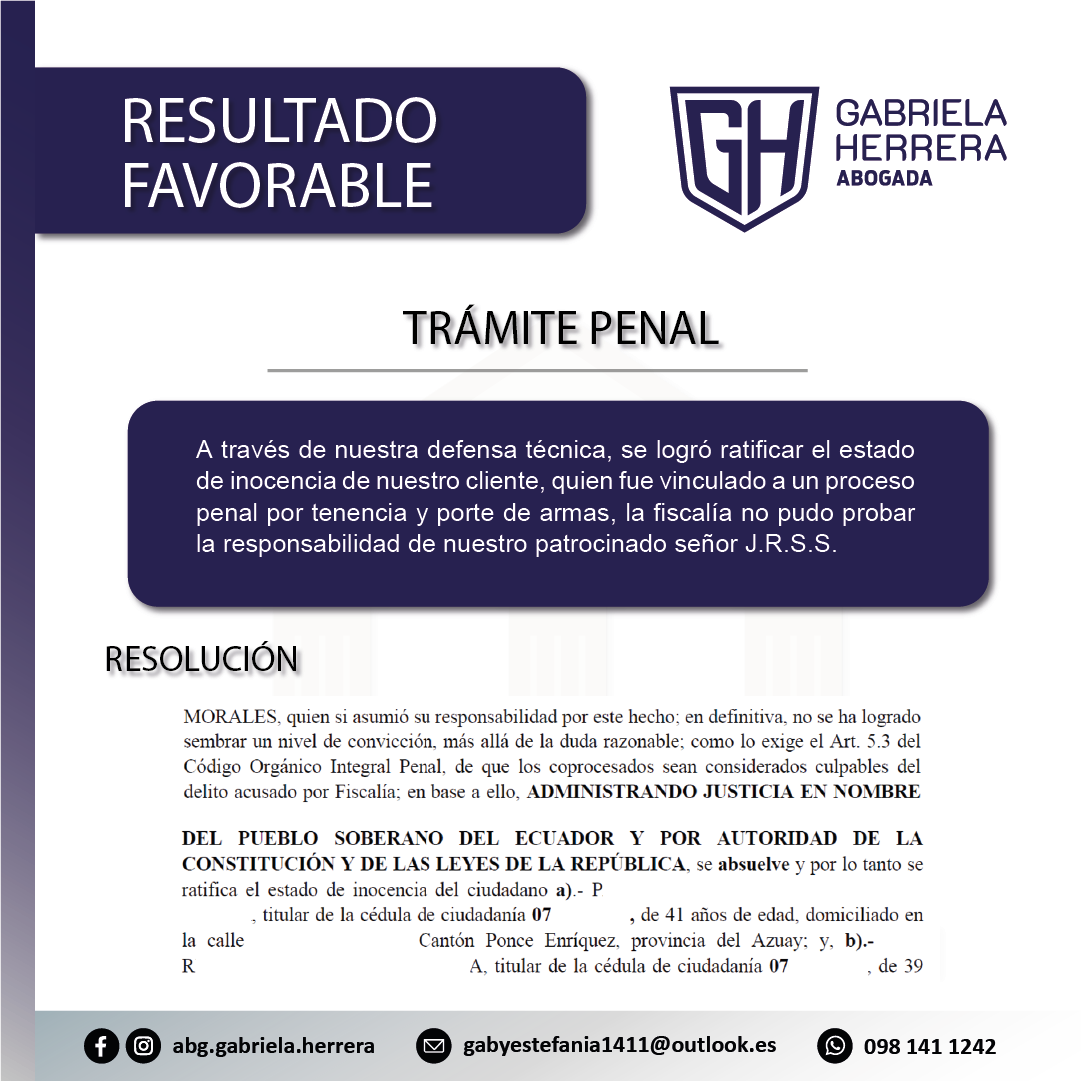 RESULTADO
FAVORABLE
GH
GABRIELA
HERRERA
ABOGADA
TRÁMITE PENAL
A través de nuestra defensa técnica, se logró ratificar el estado
de inocencia de nuestro cliente, quien fue vinculado a un proceso
penal por tenencia y porte de armas, la fiscalía no pudo probar
la responsabilidad de nuestro patrocinado señor J.R.S.S.
RESOLUCIÓN
MORALES, quien si asumió su responsabilidad por este hecho; en definitiva, no se ha logrado
sembrar un nivel de convicción, más allá de la duda razonable; como lo exige el Art. 5.3 del
Código Orgánico Integral Penal, de que los coprocesados sean considerados culpables del
delito acusado por Fiscalía; en base a ello, ADMINISTRANDO JUSTICIA EN NOMBRE
DEL PUEBLO SOBERANO DEL ECUADOR Y POR AUTORIDAD DE LA
CONSTITUCIÓN Y DE LAS LEYES DE LA REPÚBLICA, se absuelve y por lo tanto se
ratifica el estado de inocencia del ciudadano a).- P
, titular de la cédula de ciudadanía 07 , de 41 años de edad, domiciliado en
la calle Cantón Ponce Enríquez, provincia del Azuay; y, b).-
R A, titular de la cédula de ciudadanía 07 , de 39
abg.gabriela.herrera gabyestefania1411@outlook.es 098 141 1242